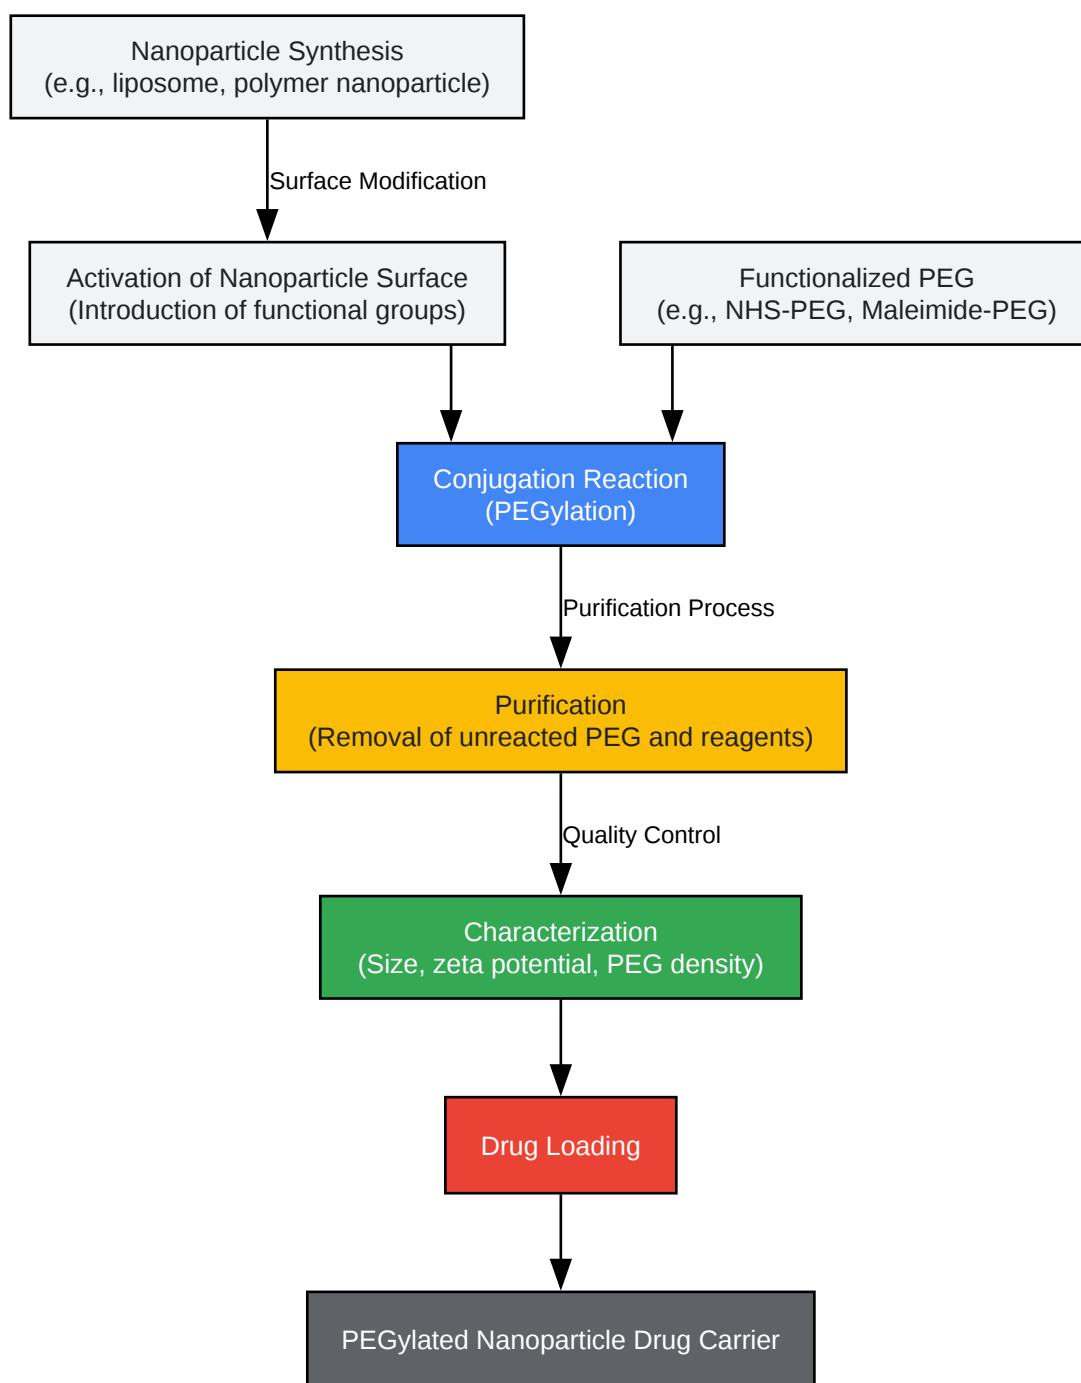 Nanoparticle Synthesis
(e.g., liposome, polymer nanoparticle)
Surface Modification
Activation of Nanoparticle Surface
(Introduction of functional groups)
Functionalized PEG
(e.g., NHS-PEG, Maleimide-PEG)
Conjugation Reaction
(PEGylation)
Purification Process
Purification
(Removal of unreacted PEG and reagents)
Quality Control
Characterization
(Size, zeta potential, PEG density)
Drug Loading
PEGylated Nanoparticle Drug Carrier